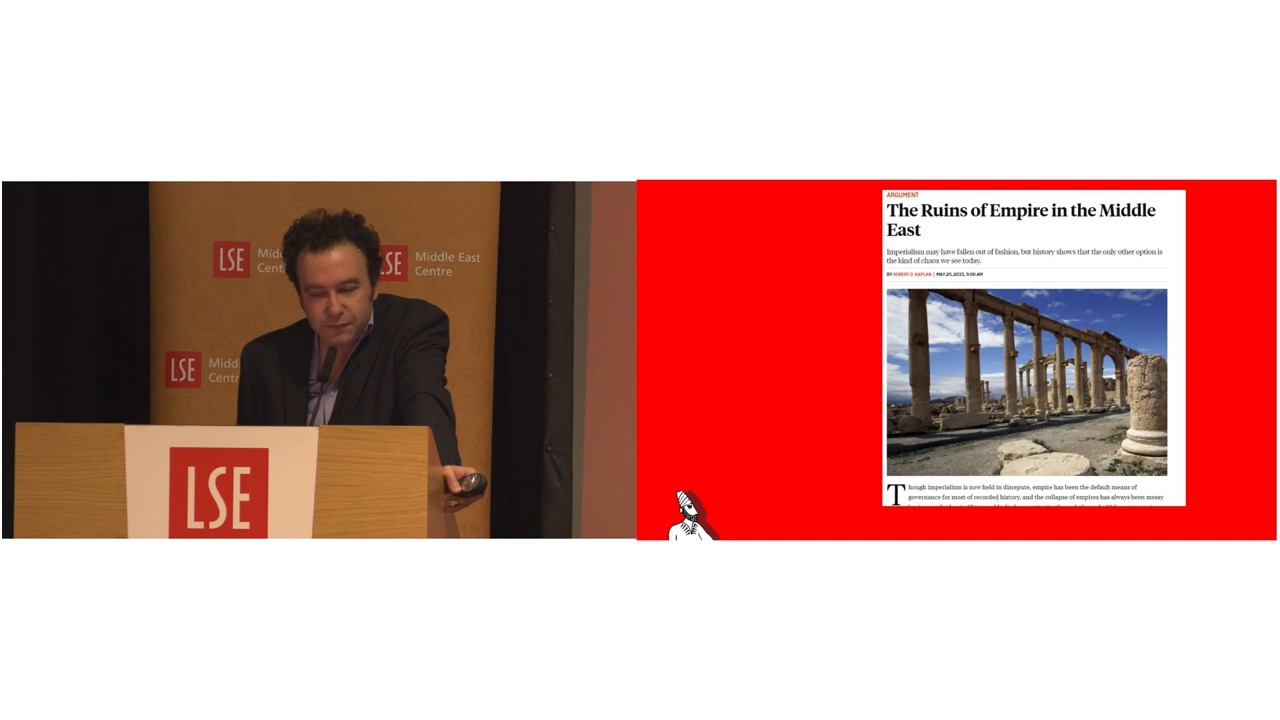 LSE
Midd
Cent
LSE
Middle East
Centre
LSE
Midd
Centr
LSE
ARGUMENT
The Ruins of Empire in the Middle
East
Imperialism may have fallen out of fashion, but history shows that the only other option is
the kind of chaos we see today.
BY ROBERT D. KAPLAN | MAY 25, 2015, 9:00 AM
Though imperialism is now held in disrepute, empire has been the default means of
governance for most of recorded history, and the collapse of empires has always been messy